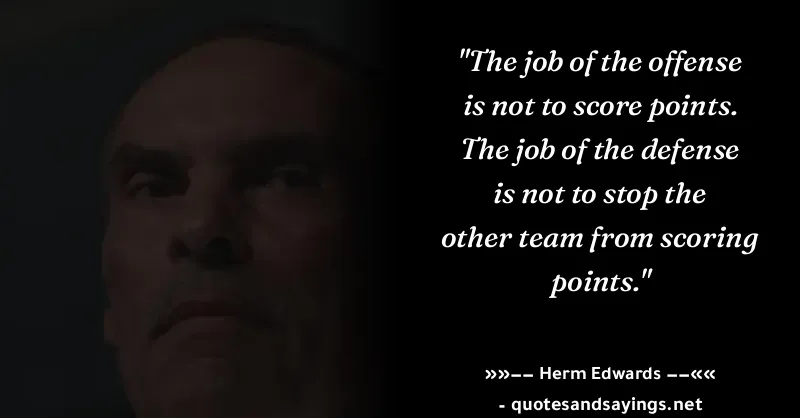 "The job of the offense
is not to score points.
The job of the defense
is not to stop the
other team from scoring
points."
»»−− Herm Edwards −−««
- quotesandsayings.net